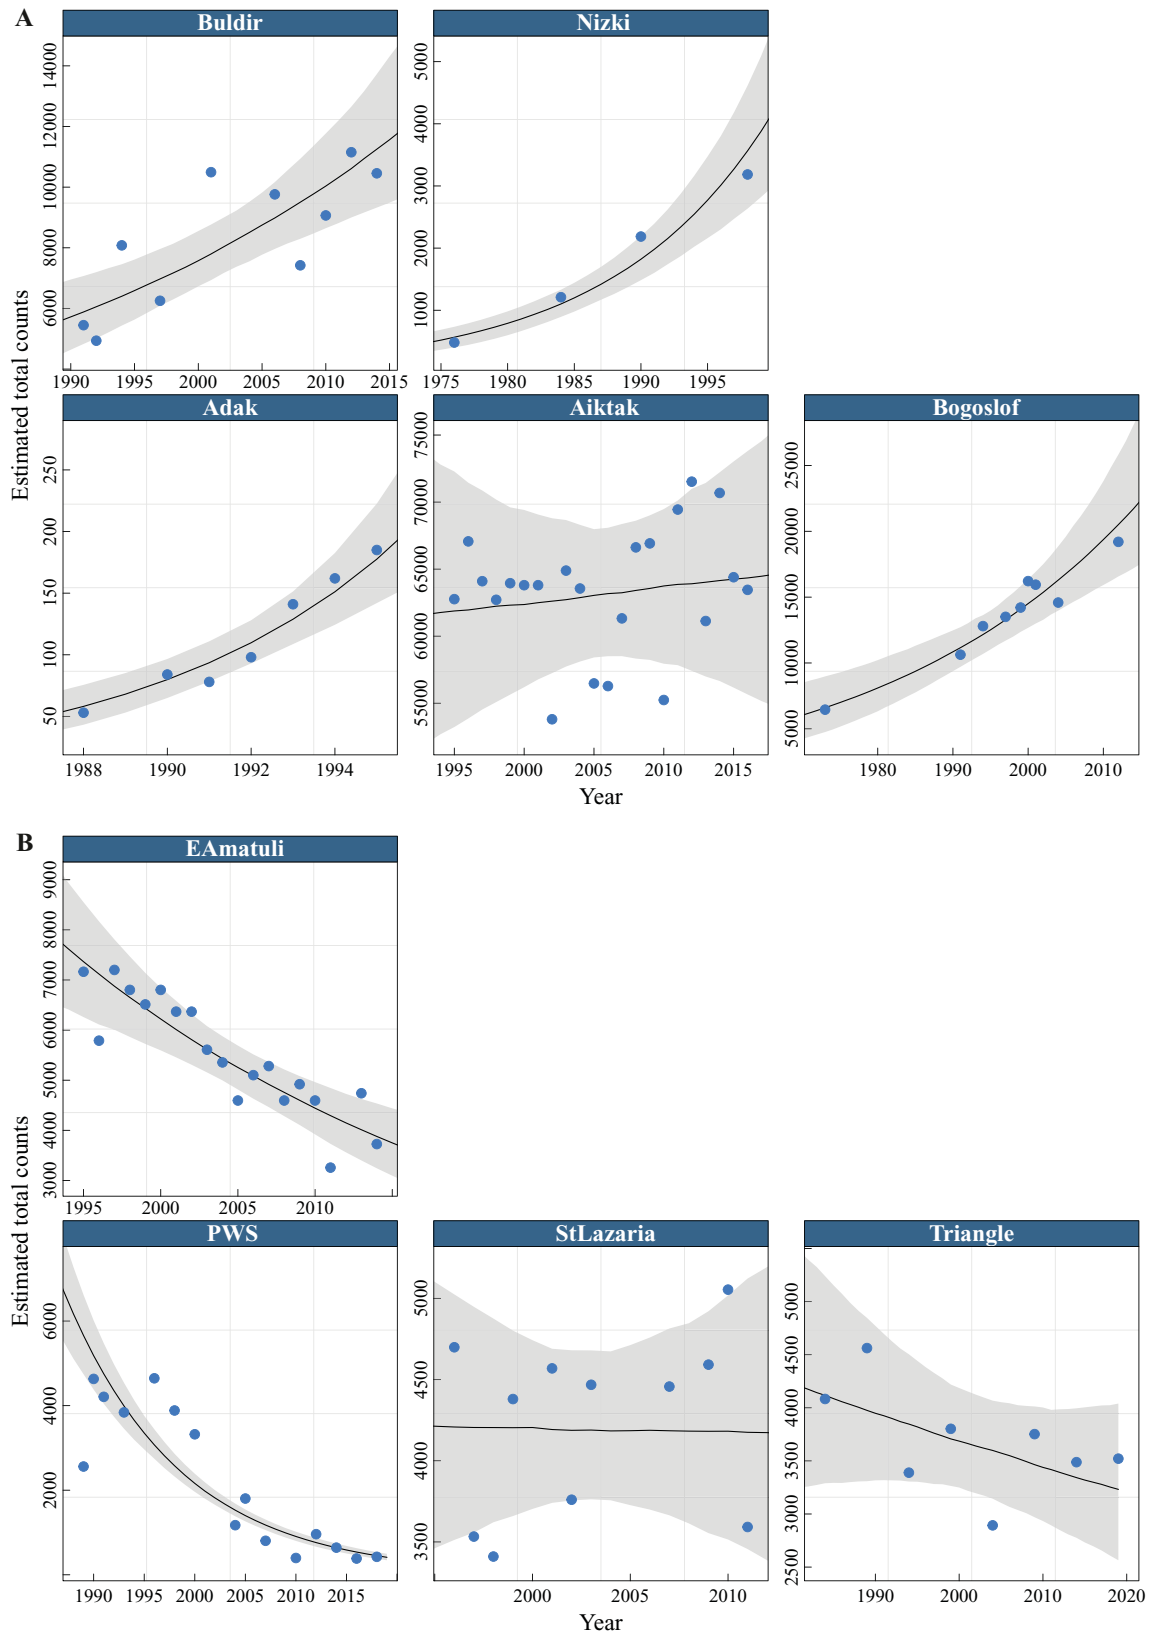 A
Buldir
Nizki
14000
12000
10000
8000
6000
1990 1995 2000 2005 2010 2015
5000
4000
3000
2000
1000
1975 1980 1985 1990 1995
Estimated total counts
Adak
Aiktak
Bogoslof
250
200
150
100
50
1988 1990 1992 1994
75000
70000
65000
60000
55000
1995 2000 2005 2010 2015
25000
20000
15000
10000
5000
1980 1990 2000 2010
Year
B
EAmatuli
9000
8000
7000
6000
5000
4000
3000
1995 2000 2005 2010
Estimated total counts
PWS
StLazaria
Triangle
6000
4000
2000
1990 1995 2000 2005 2010 2015
5000
4500
4000
3500
2000 2005 2010
5000
4500
4000
3500
3000
2500
1990 2000 2010 2020
Year